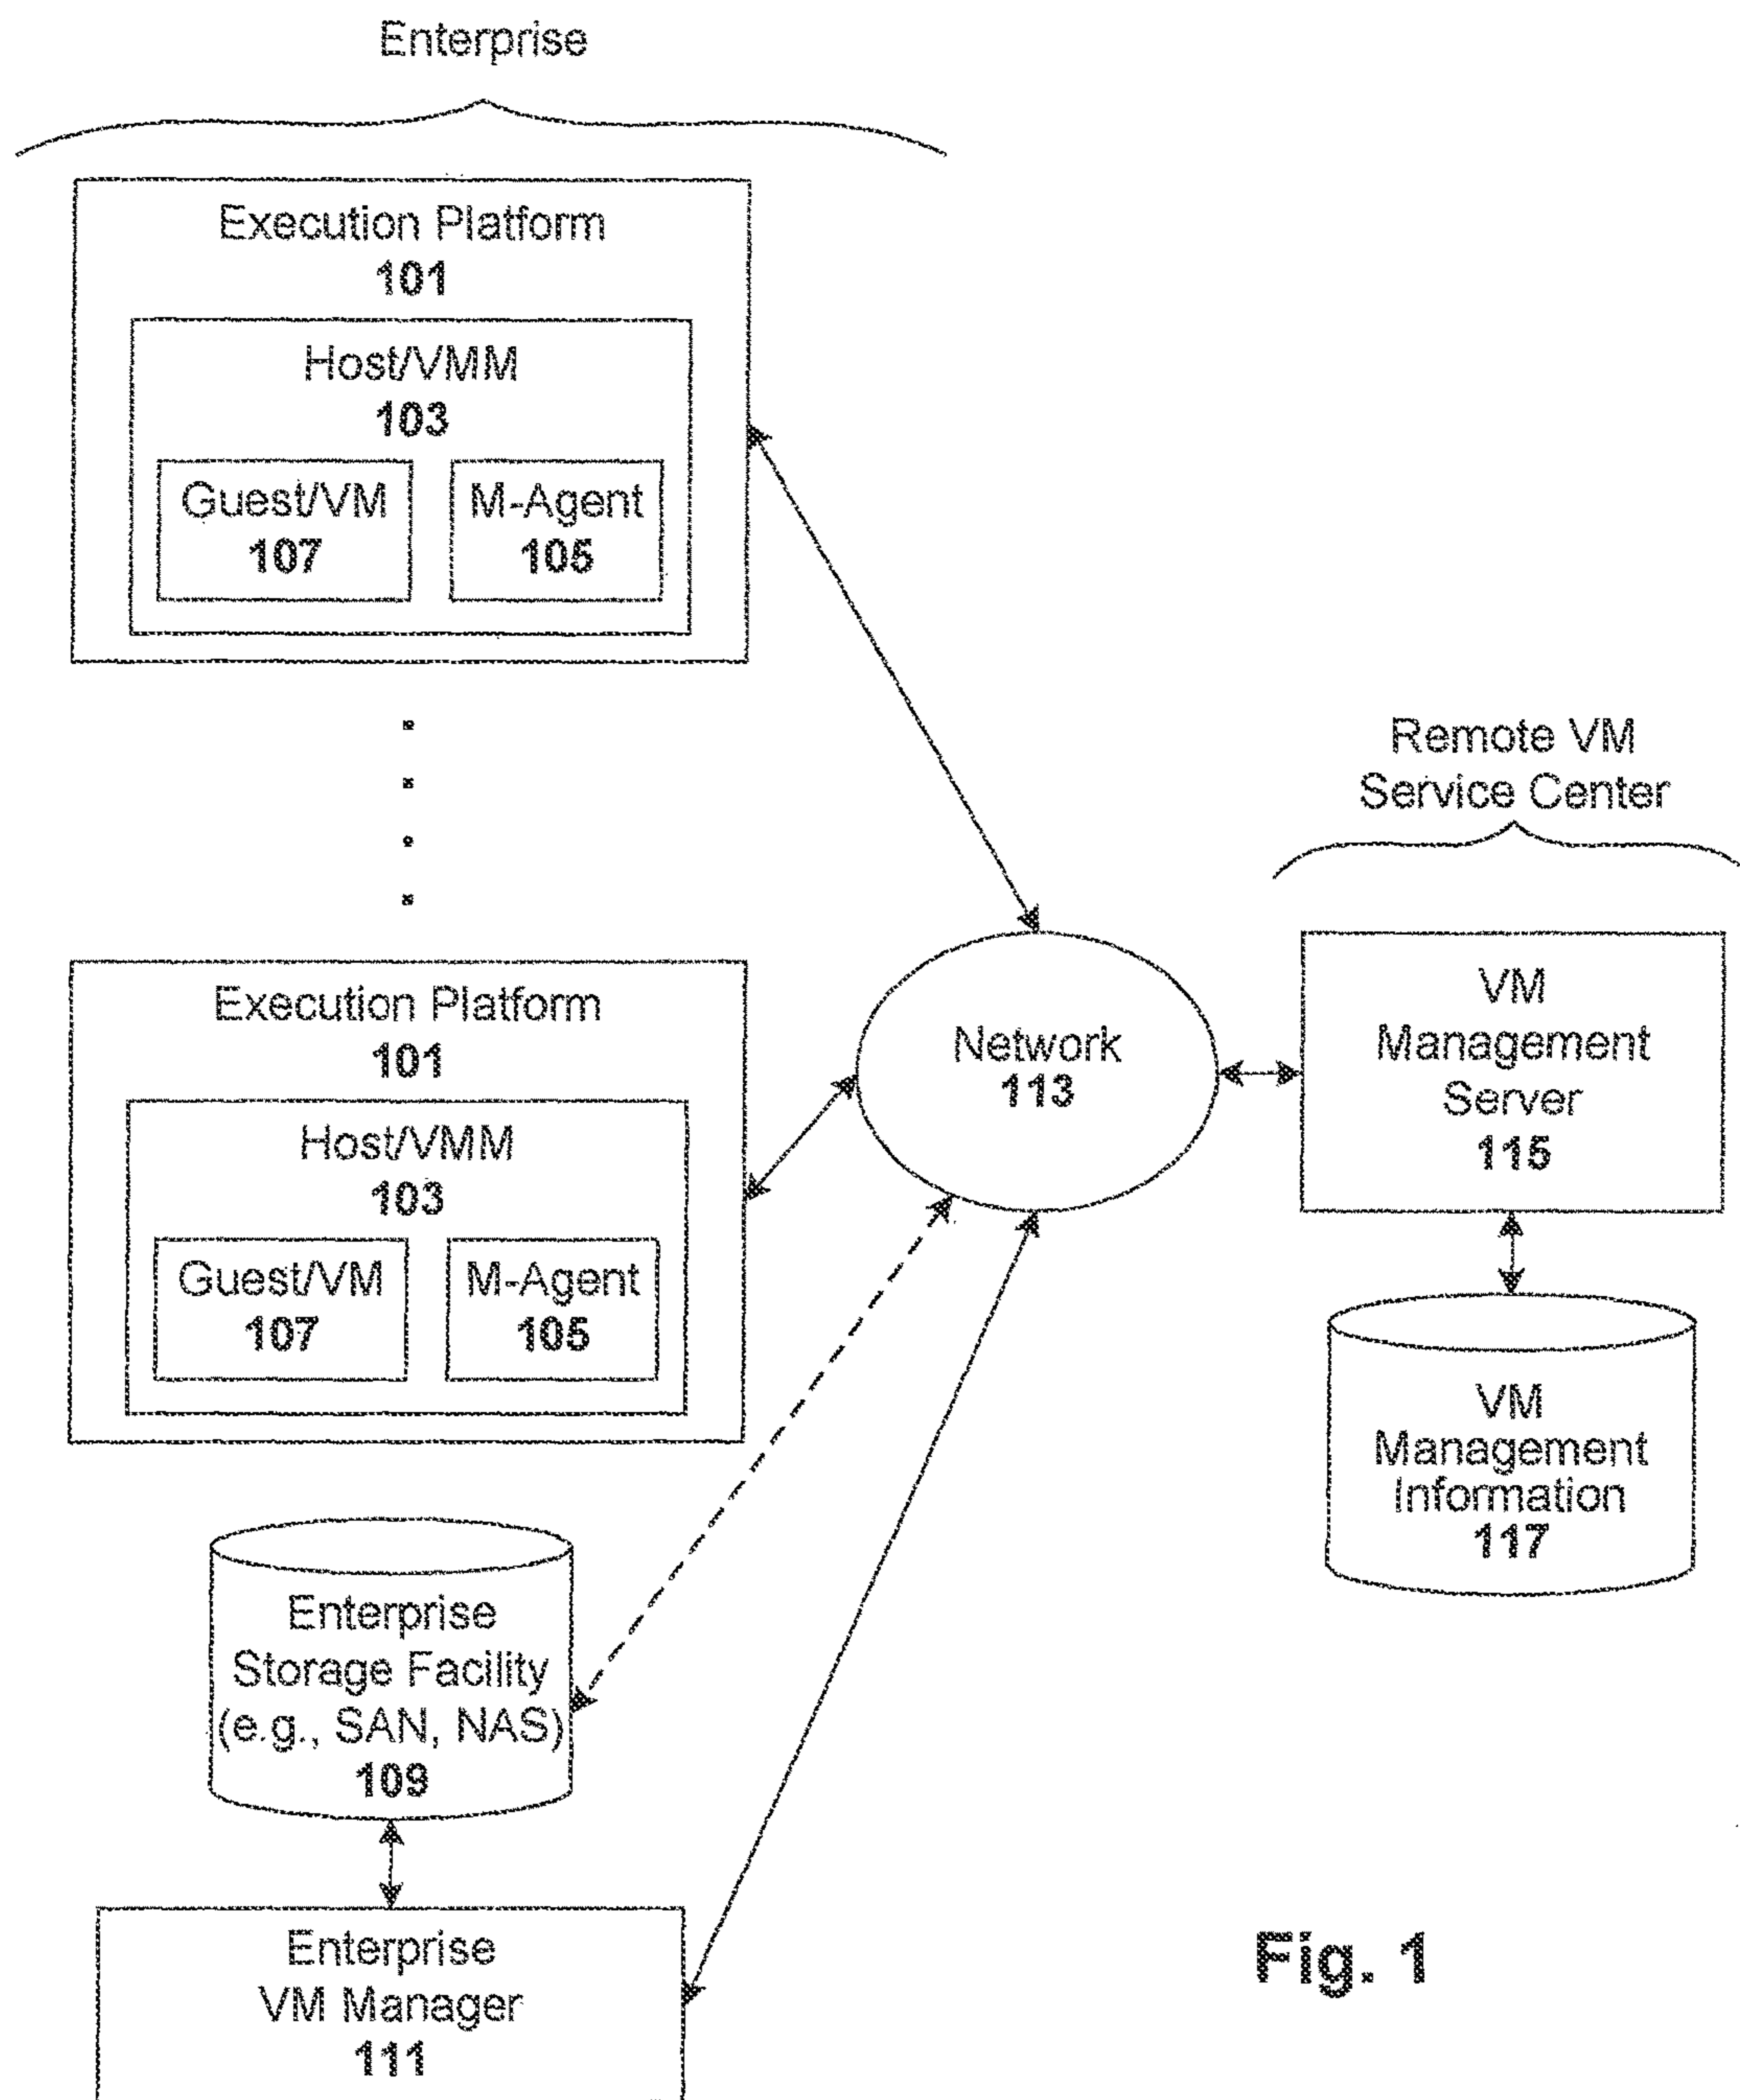 Enterprise
Execution Platform
101
Host/VMM
103
Guest/VM
107
M-Agent
105
Execution Platform
101
Host/VMM
103
Guest/VM
107
M-Agent
105
Enterprise
Storage Facility
(e.g., SAN, NAS)
109
Enterprise
VM Manager
111
Network
113
Remote VM
Service Center
VM
Management
Server
115
VM
Management
Information
117
Fig. 1